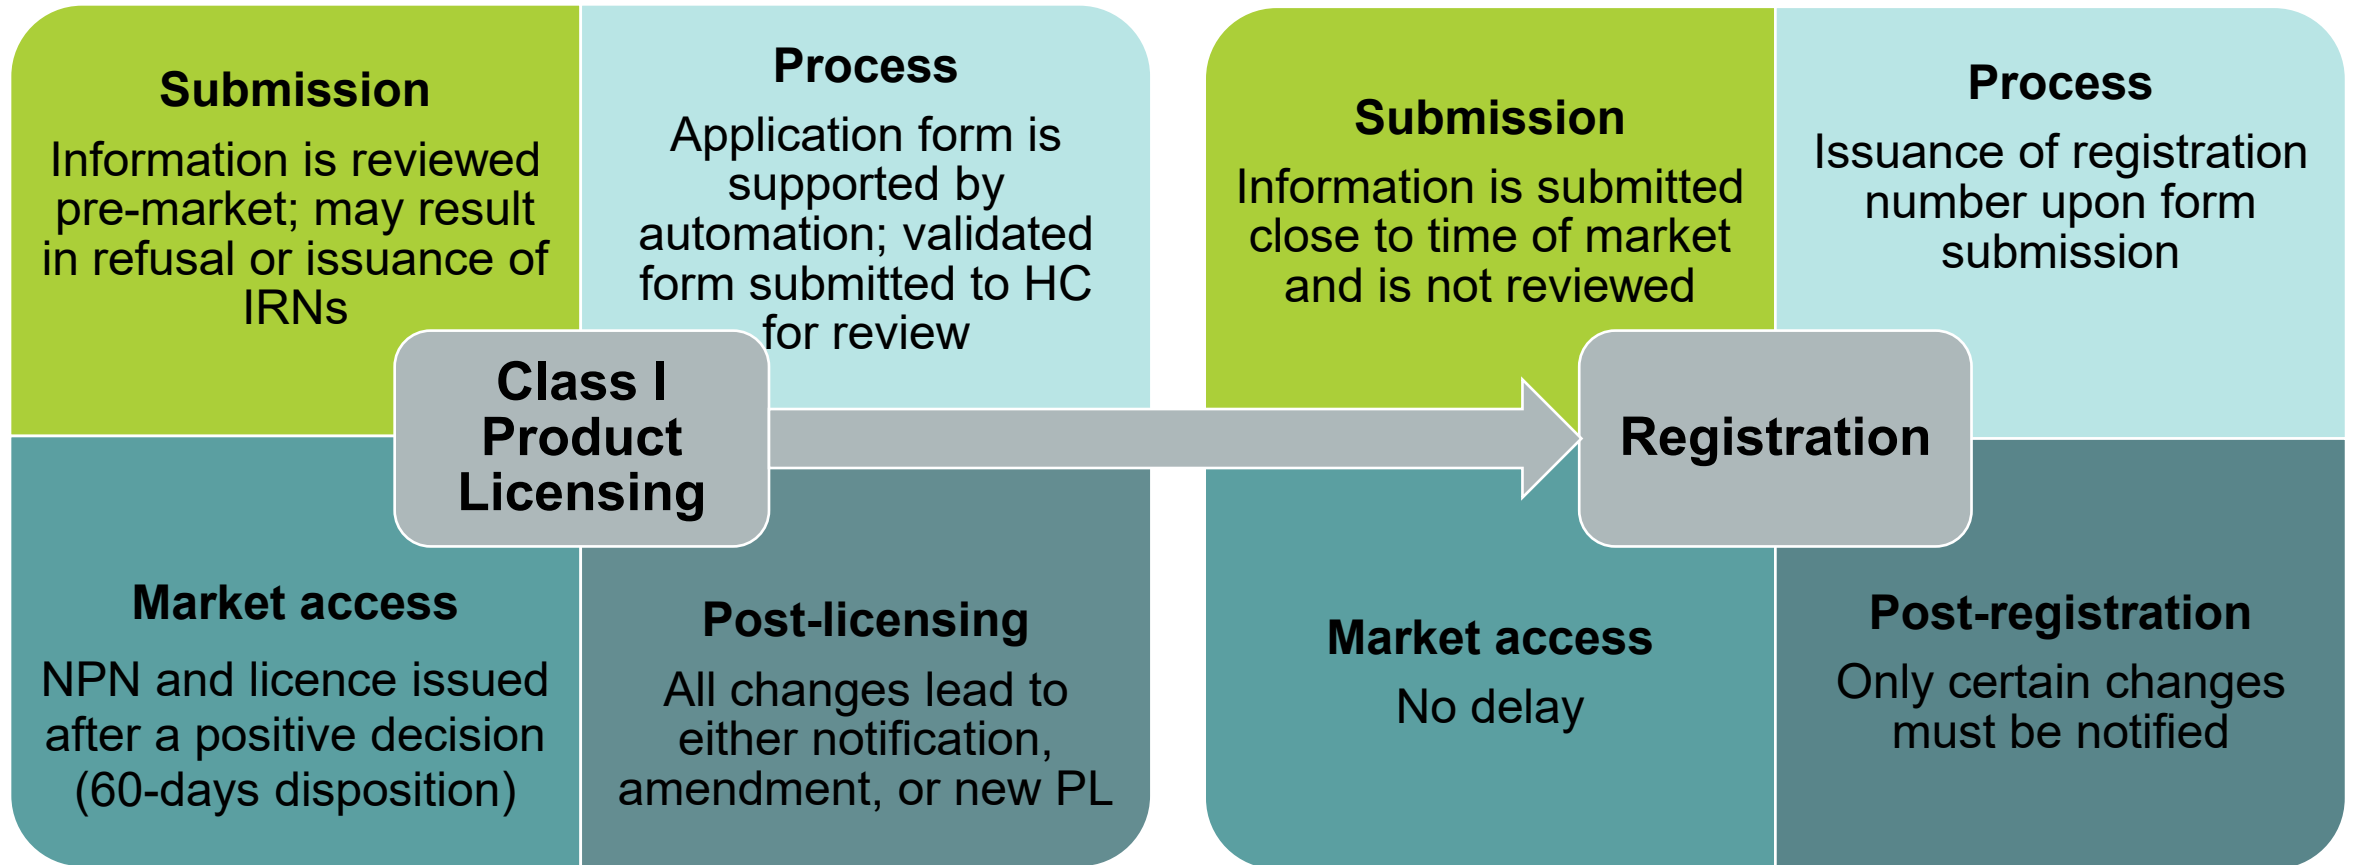 Submission
Information is reviewed
pre-market; may result
in refusal or issuance of
IRNs
Process
Application form is
supported by
automation; validated
form submitted to HC
for review
Class I
Product
Licensing
Market access
NPN and licence issued
after a positive decision
(60-days disposition)
Post-licensing
All changes lead to
either notification,
amendment, or new PL
Submission
Information is submitted
close to time of market
and is not reviewed
Process
Issuance of registration
number upon form
submission
Registration
Market access
No delay
Post-registration
Only certain changes
must be notified